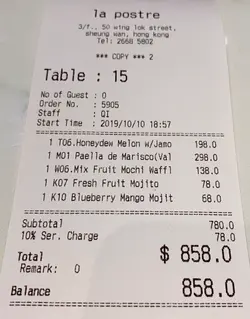 la postre
3/f., 50 wing lok street,
sheung wan, hong kong
Tel: 2668 5802
*** COPY *** 2
Table : 15
No of Guest : 0
Order No. : 5905
Staff : QI
Start Time : 2019/10/10 18:57
1 T06.Honeydew Melon w/Jamo 198.0
1 M01 Paella de Marisco(Val 298.0
1 W06.Mix Fruit Mochi Waffl 138.0
1 K07 Fresh Fruit Mojito 78.0
1 K10 Blueberry Mango Mojit 68.0
Subtotal 780.0
10% Ser. Charge 78.0
Total $ 858.0
Remark: 0
Balance 858.0